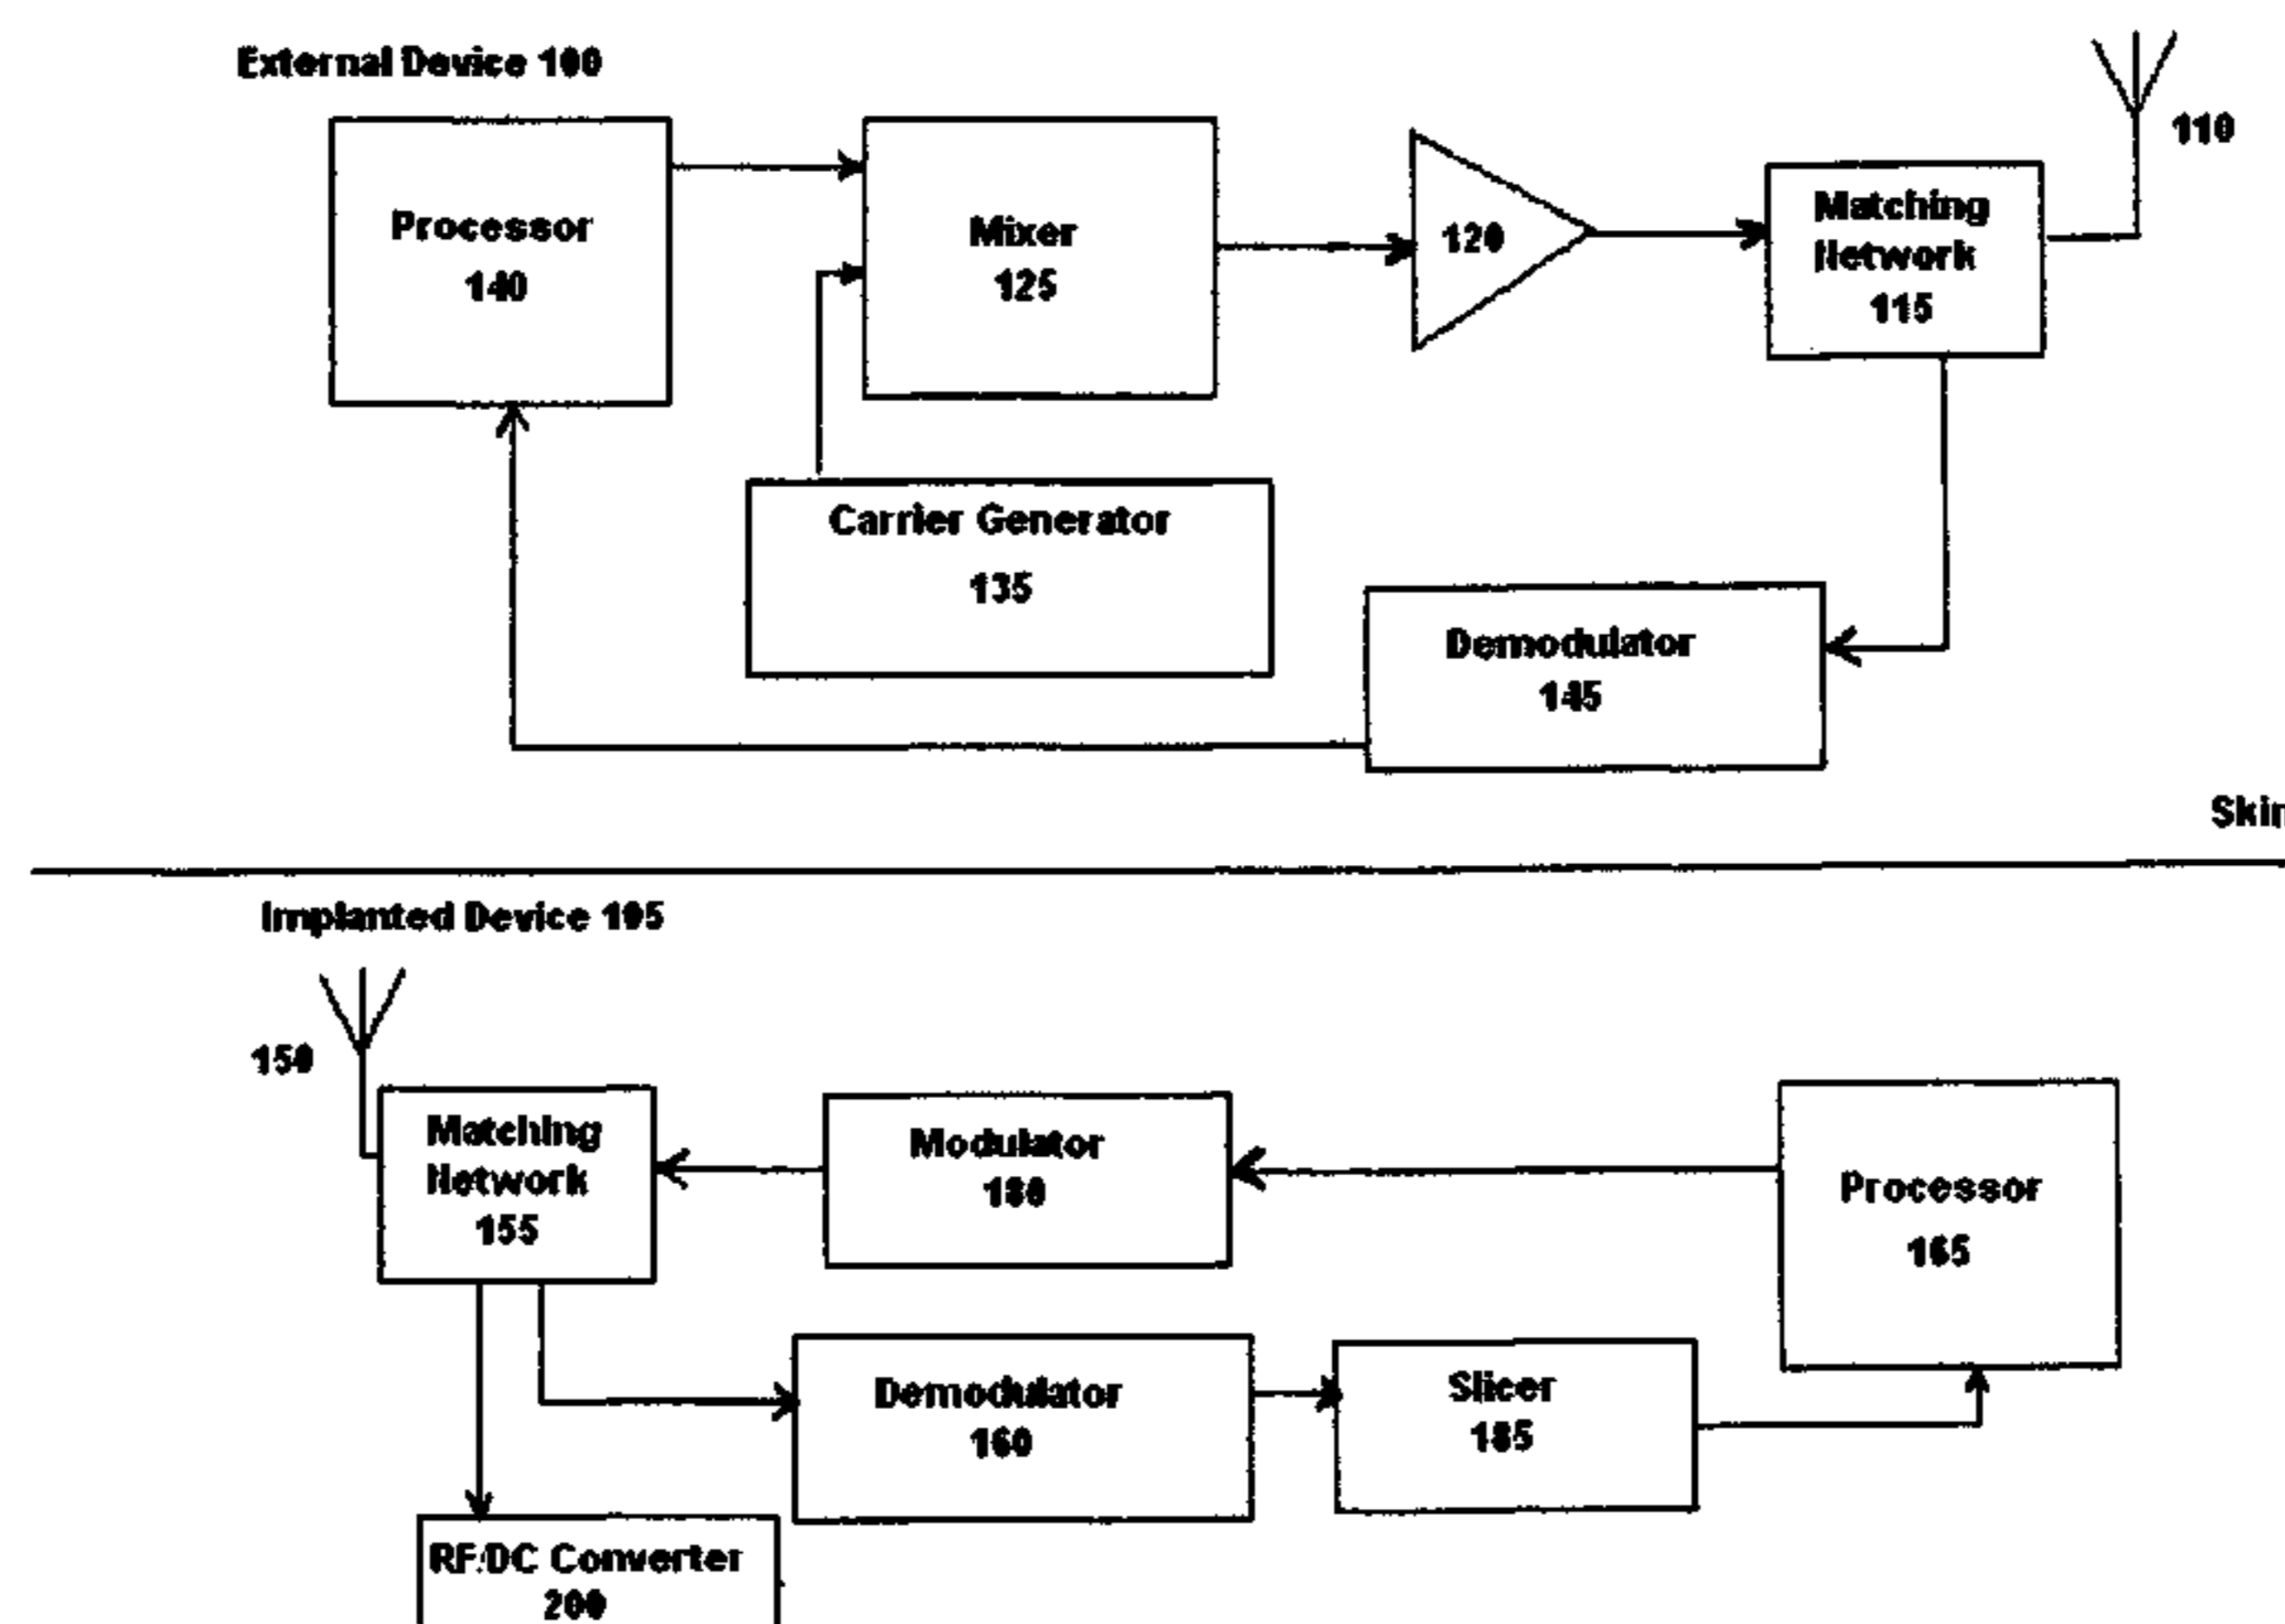 External Device 100
110
Processor
140
Mixer
125
120
Matching
Network
115
Carrier Generator
135
Demodulator
145
Skin
Implanted Device 105
150
Matching
Network
155
Modulator
180
Processor
165
Demodulator
160
Slicer
185
RF:DC Converter
200